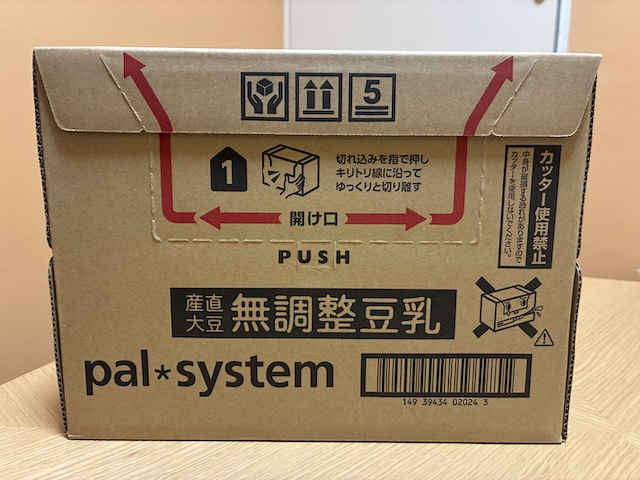 5
1
切れ込みを指で押し
キリトリ線に沿って
ゆっくりと切り離す
開け口
PUSH
カッター使用禁止
中身が破損する恐れがありますので
カッターを使用しないでください。
産直
大豆
無調整豆乳
pal*system
149 39434 02024 3